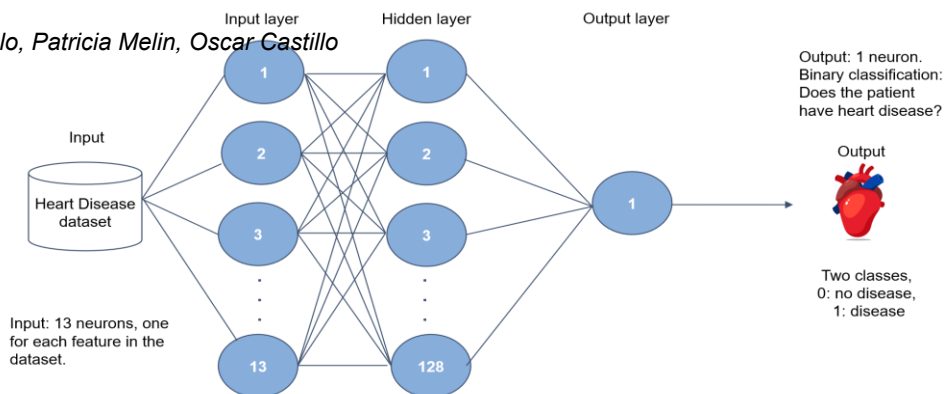 Input layer
Hidden layer
Output layer
lo, Patricia Melin, Oscar Castillo
Output: 1 neuron.
Binary classification:
Does the patient
have heart disease?
Input
Output
Heart Disease
dataset
1
2
3
13
1
2
3
128
1
Two classes,
0: no disease,
1: disease
Input: 13 neurons, one
for each feature in the
dataset.